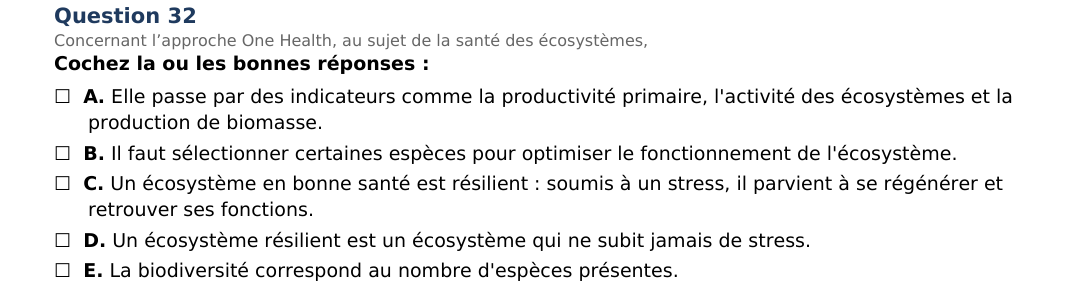 Question 32
Concernant l’approche One Health, au sujet de la santé des écosystèmes,
Cochez la ou les bonnes réponses :
☐ A. Elle passe par des indicateurs comme la productivité primaire, l'activité des écosystèmes et la
production de biomasse.
☐ B. Il faut sélectionner certaines espèces pour optimiser le fonctionnement de l'écosystème.
☐ C. Un écosystème en bonne santé est résilient : soumis à un stress, il parvient à se régénérer et
retrouver ses fonctions.
☐ D. Un écosystème résilient est un écosystème qui ne subit jamais de stress.
☐ E. La biodiversité correspond au nombre d'espèces présentes.